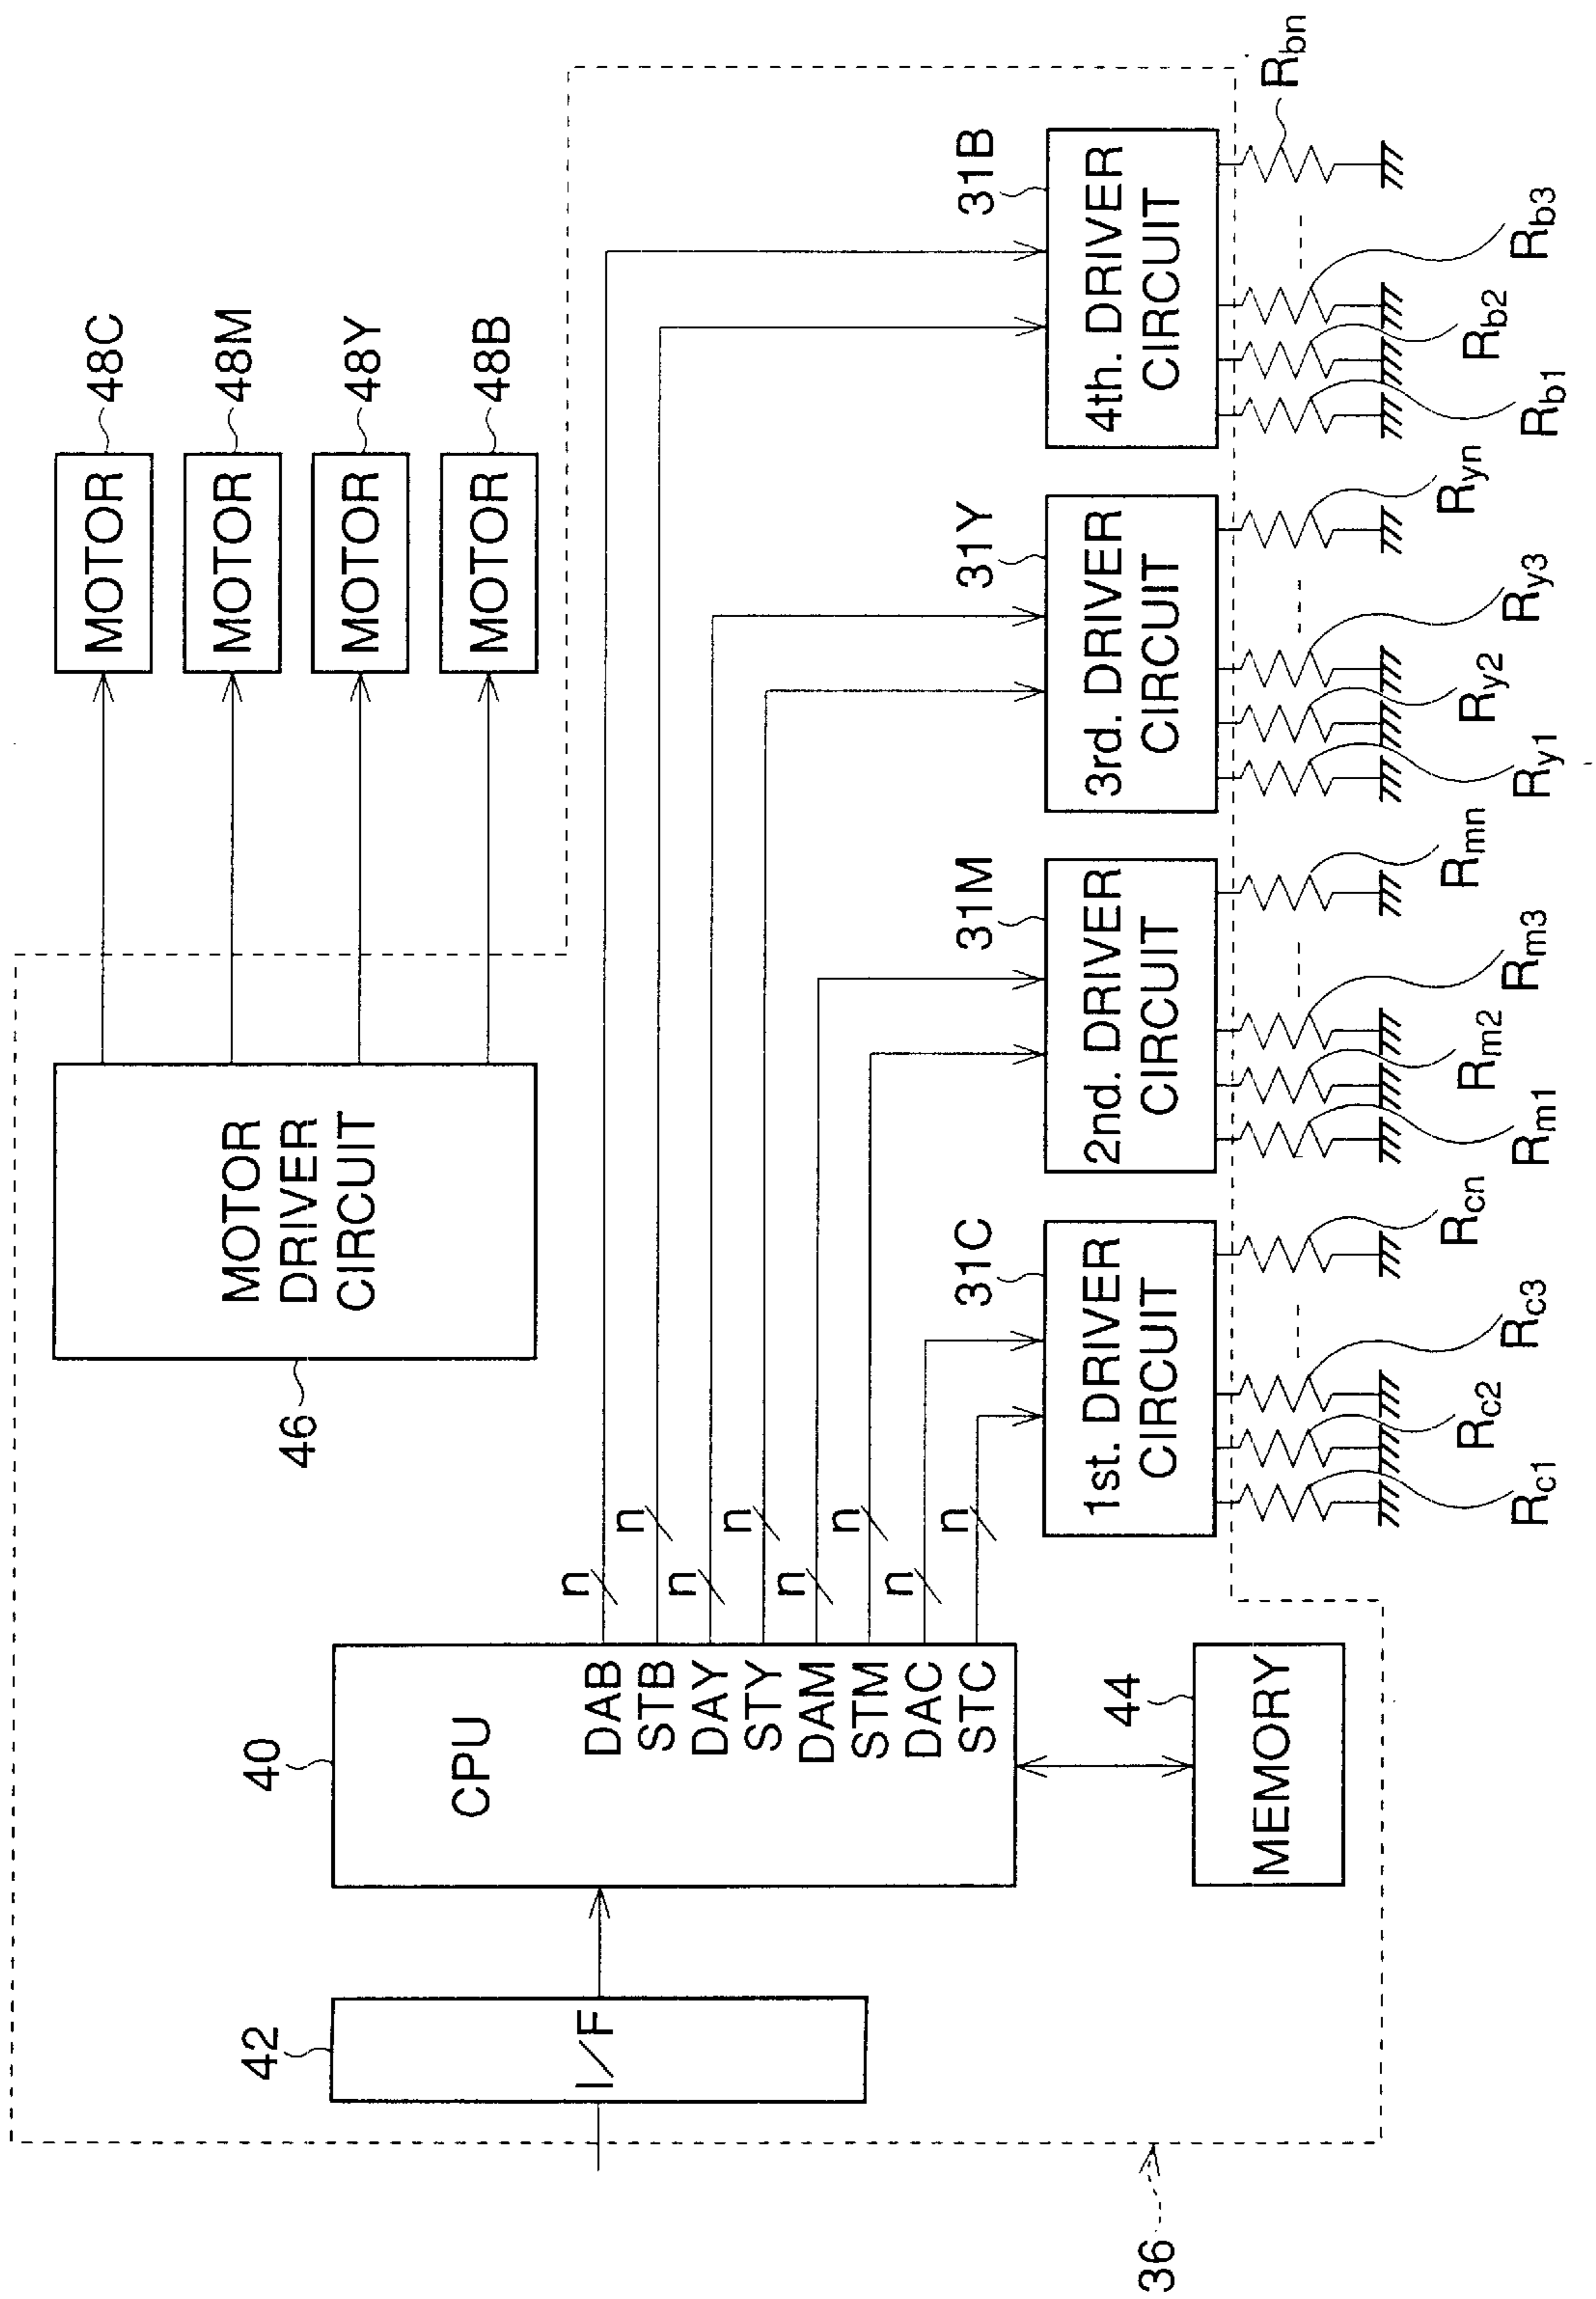 MOTOR
48C
MOTOR
48M
MOTOR
48Y
MOTOR
48B
MOTOR
DRIVER
CIRCUIT
46
42
I/F
40
CPU
DAB
STB
DAY
STY
DAM
STM
DAC
STC
n
n
n
n
n
n
n
n
44
MEMORY
31C
1st. DRIVER
CIRCUIT
31M
2nd. DRIVER
CIRCUIT
31Y
3rd. DRIVER
CIRCUIT
31B
4th. DRIVER
CIRCUIT
Rc1
Rc2
Rc3
Rcn
Rm1
Rm2
Rm3
Rmn
Ry1
Ry2
Ry3
Ryn
Rb1
Rb2
Rb3
Rbn
36